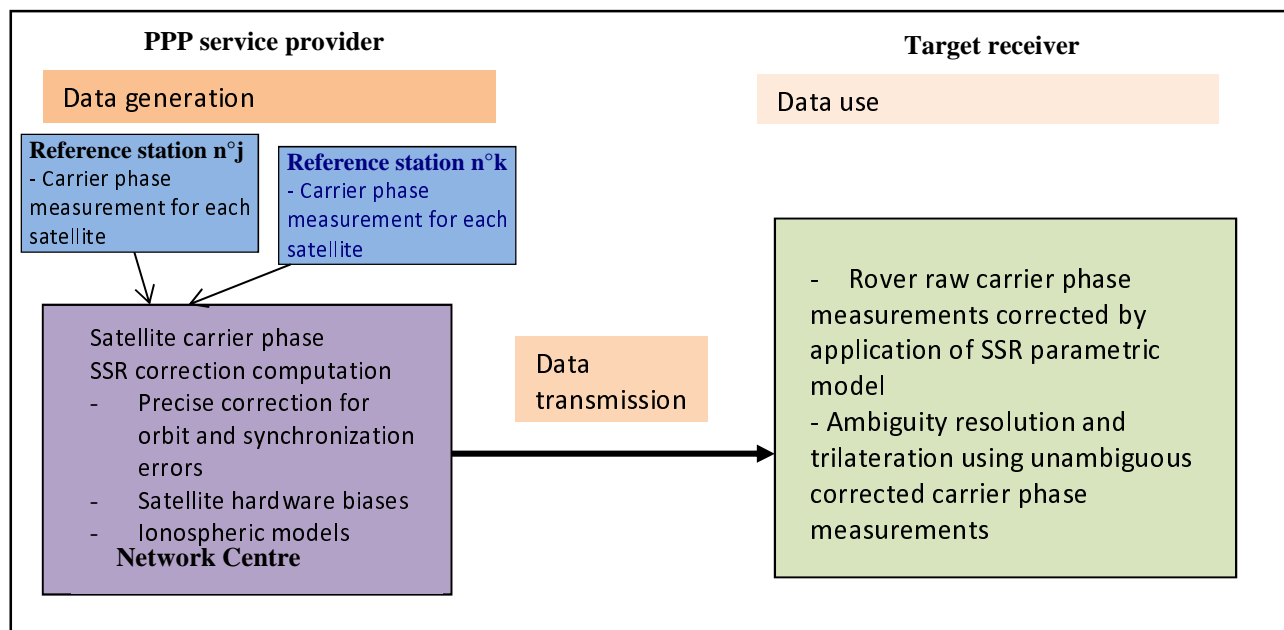 PPP service provider
Target receiver
Data generation
Data use
Reference station n°j
- Carrier phase
measurement for each
satellite
Reference station n°k
- Carrier phase
measurement for each
satellite
Satellite carrier phase
SSR correction computation
- Precise correction for
orbit and synchronization
errors
- Satellite hardware biases
- Ionospheric models
Network Centre
Data
transmission
- Rover raw carrier phase
measurements corrected by
application of SSR parametric
model
- Ambiguity resolution and
trilateration using unambiguous
corrected carrier phase
measurements